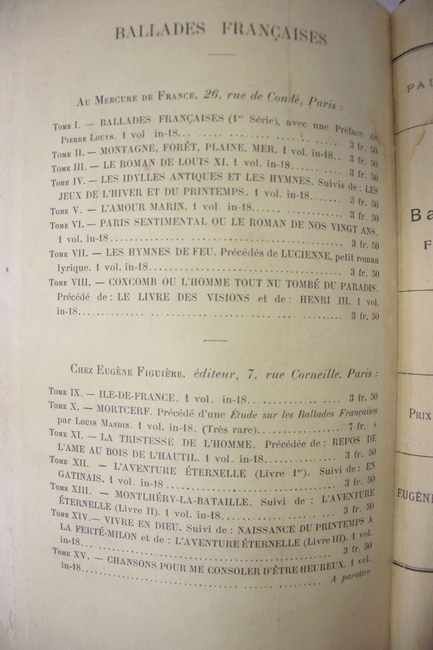 BALLADES FRANÇAISES
AU MERCURE DE FRANCE, 26, rue de Condé, Paris :
TOME I. — BALLADES FRANÇAISES (1re Série), avec une Préface de
PIERRE LOUYS. 1 vol in-18... 3 fr. 50
TOME II. — MONTAGNE, FORÊT, PLAINE, MER. 1 vol in-18.. 3 fr. 50
TOME III. — LE ROMAN DE LOUIS XI. 1 vol. in-18... 3 fr. 50
TOME IV. — LES IDYLLES ANTIQUES ET LES HYMNES. Suivis de : LES
JEUX DE L'HIVER ET DU PRINTEMPS. 1 vol. in-18... 3 fr. 50
TOME V. — L'AMOUR MARIN. 1 vol. in-18... 3 fr. 50
TOME VI. — PARIS SENTIMENTAL OU LE ROMAN DE NOS VINGT ANS.
1 vol. in-18... 3 fr. 50
TOME VII. — LES HYMNES DE FEU. Précédés de LUCIENNE, petit roman
lyrique. 1 vol. in-18... 3 fr. 50
TOME VIII. — CONCOMB OU L'HOMME TOUT NU TOMBÉ DU PARADIS.
Précédé de : LE LIVRE DES VISIONS et de : HENRI III. 1 vol.
in-18... 3 fr. 50
CHEZ EUGÈNE FIGUIÈRE, éditeur, 7, rue Corneille, Paris :
TOME IX. — ILE-DE-FRANCE. 1 vol. in-18... 3 fr. 50
TOME X. — MORTCERF. Précédé d'une Étude sur les Ballades Françaises
par LOUIS MANDIN. 1 vol. in-18. (Très rare)... 7 fr. »
TOME XI. — LA TRISTESSE DE L'HOMME. Précédée de : REPOS DE
L'AME AU BOIS DE L'HAUTIL. 1 vol. in-18... 3 fr. 50
TOME XII. — L'AVENTURE ÉTERNELLE (Livre Ier). Suivi de : EN
GATINAIS. 1 vol. in-18... 3 fr. 50
TOME XIII. — MONTLHÉRY-LA-BATAILLE. Suivi de : L'AVENTURE
ÉTERNELLE (Livre II). 1 vol. in-18... 3 fr. 50
TOME XIV. — VIVRE EN DIEU. Suivi de : NAISSANCE DU PRINTEMPS A
LA FERTÉ-MILON et de : L'AVENTURE ÉTERNELLE (Livre III). 1 vol.
in-18... 3 fr. 50
TOME XV. — CHANSONS POUR ME CONSOLER D'ÊTRE HEUREUX. 1 vol.
in-18... A paraître
PAU
Ba
F
PRIX
EUGÈNE